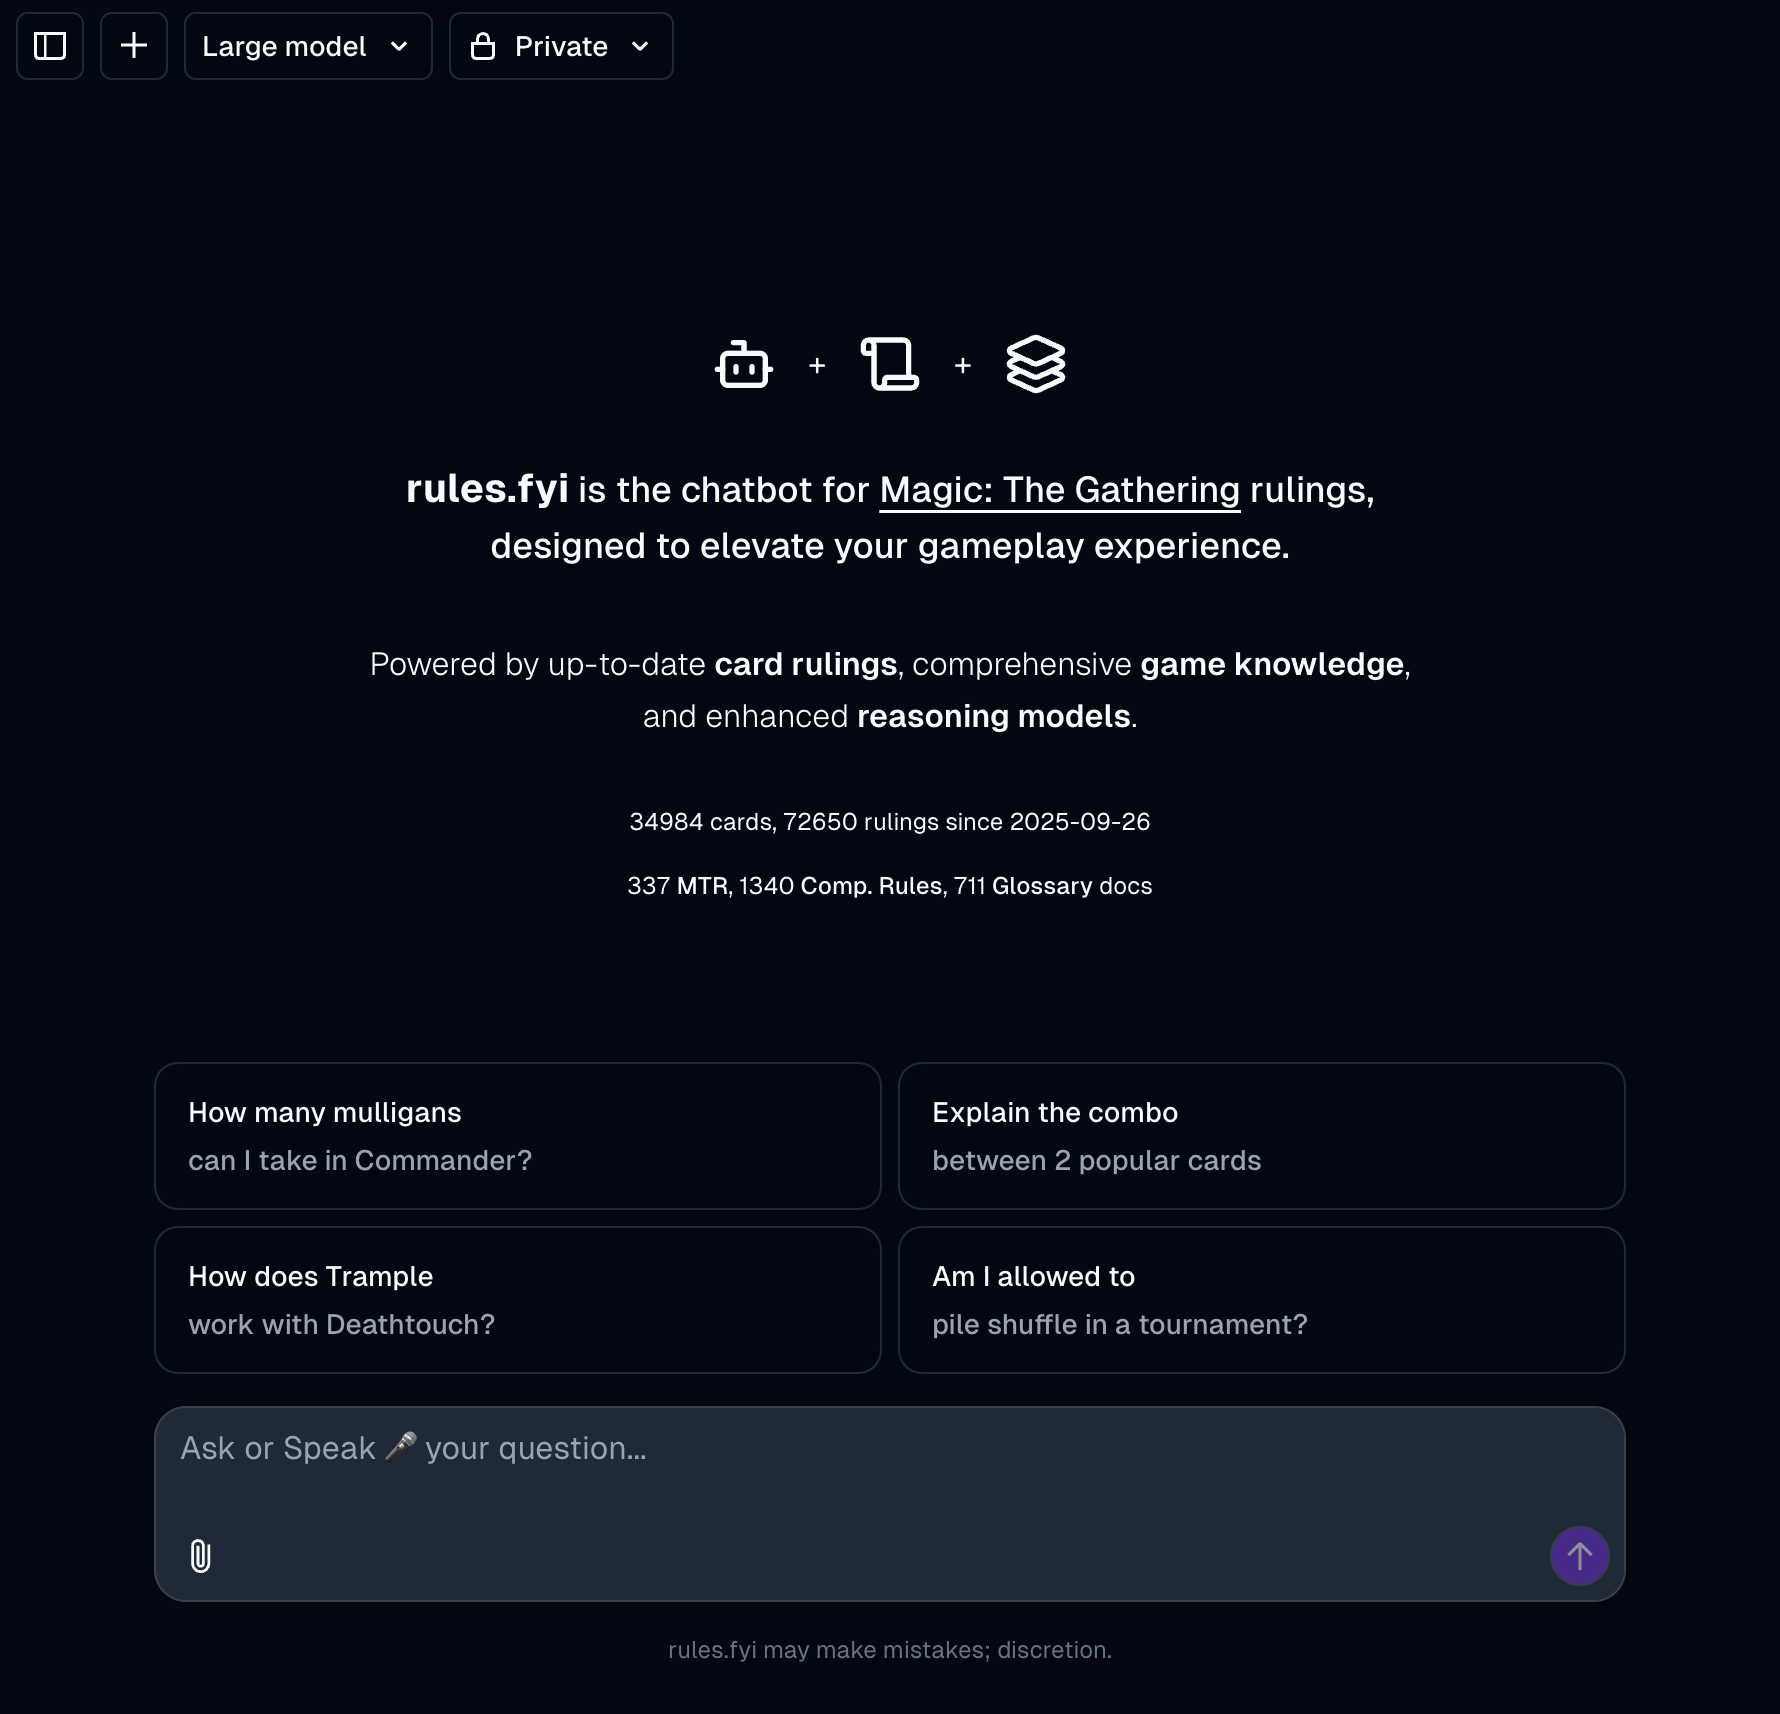 Large model
Private
+ +
rules.fyi is the chatbot for Magic: The Gathering rulings,
designed to elevate your gameplay experience.
Powered by up-to-date card rulings, comprehensive game knowledge,
and enhanced reasoning models.
34984 cards, 72650 rulings since 2025-09-26
337 MTR, 1340 Comp. Rules, 711 Glossary docs
How many mulligans
can I take in Commander?
Explain the combo
between 2 popular cards
How does Trample
work with Deathtouch?
Am I allowed to
pile shuffle in a tournament?
Ask or Speak 🎤 your question...
rules.fyi may make mistakes; discretion.